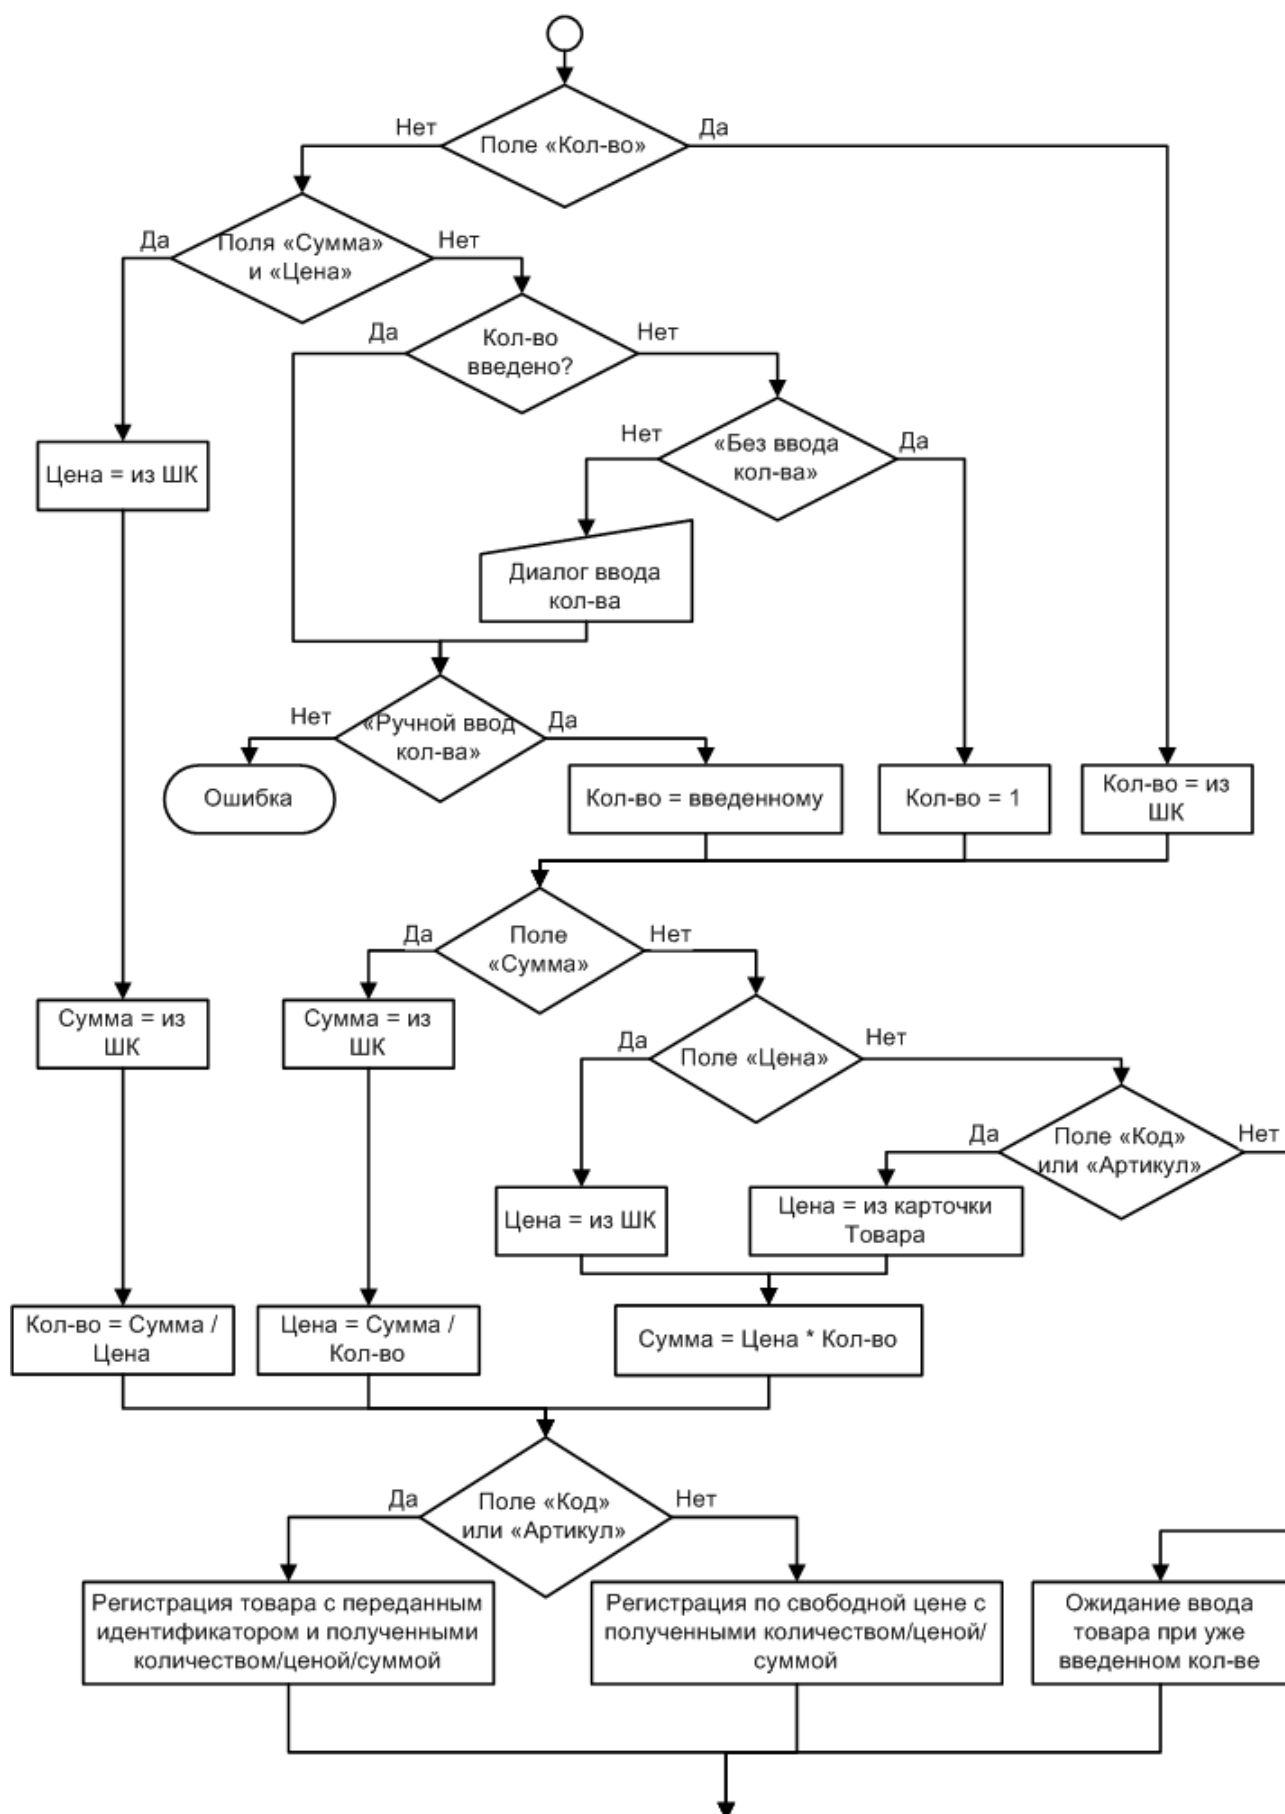 Нет
Да
Поле «Кол-во»
Да
Поля «Сумма»
и «Цена»
Нет
Да
Кол-во
введено?
Нет
Нет
«Без ввода
кол-ва»
Да
Цена = из ШК
Диалог ввода
кол-ва
Нет
«Ручной ввод
кол-ва»
Да
Ошибка
Кол-во = введенному
Кол-во = 1
Кол-во = из
ШК
Да
Поле
«Сумма»
Нет
Сумма = из
ШК
Сумма = из
ШК
Да
Поле «Цена»
Нет
Да
Поле «Код»
или «Артикул»
Нет
Цена = из ШК
Цена = из карточки
Товара
Кол-во = Сумма /
Цена
Цена = Сумма /
Кол-во
Сумма = Цена * Кол-во
Да
Поле «Код»
или «Артикул»
Нет
Регистрация товара с переданным
идентификатором и полученными
количеством/ценой/суммой
Регистрация по свободной цене с
полученными количеством/ценой/
суммой
Ожидание ввода
товара при уже
введенном кол-ве